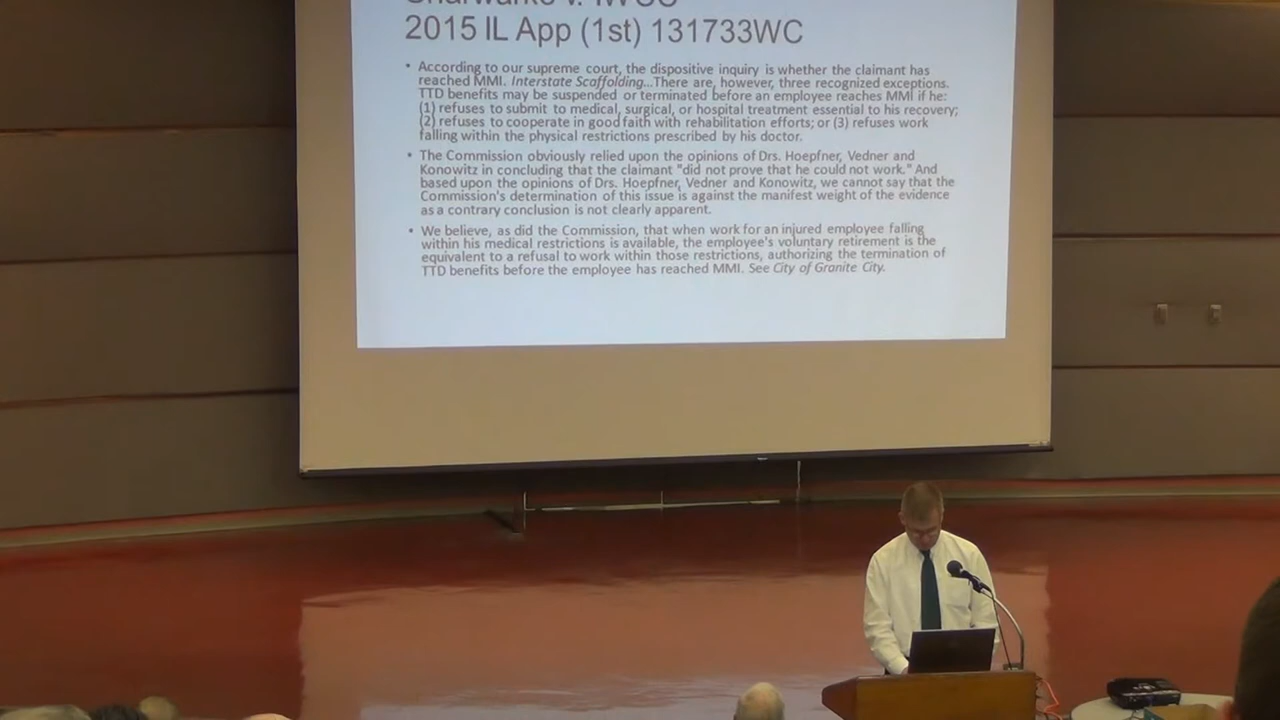 v. IWCC
2015 IL App (1st) 131733WC
• According to our supreme court, the dispositive inquiry is whether the claimant has
reached MMI. Interstate Scaffolding...There are, however, three recognized exceptions.
TTD benefits may be suspended or terminated before an employee reaches MMI if he:
(1) refuses to submit to medical, surgical, or hospital treatment essential to his recovery;
(2) refuses to cooperate in good faith with rehabilitation efforts; or (3) refuses work
falling within the physical restrictions prescribed by his doctor.
• The Commission obviously relied upon the opinions of Drs. Hoepfner, Vedner and
Konowitz in concluding that the claimant "did not prove that he could not work." And
based upon the opinions of Drs. Hoepfner, Vedner and Konowitz, we cannot say that the
Commission's determination of this issue is against the manifest weight of the evidence
as a contrary conclusion is not clearly apparent.
• We believe, as did the Commission, that when work for an injured employee falling
within his medical restrictions is available, the employee's voluntary retirement is the
equivalent to a refusal to work within those restrictions, authorizing the termination of
TTD benefits before the employee has reached MMI. See City of Granite City.